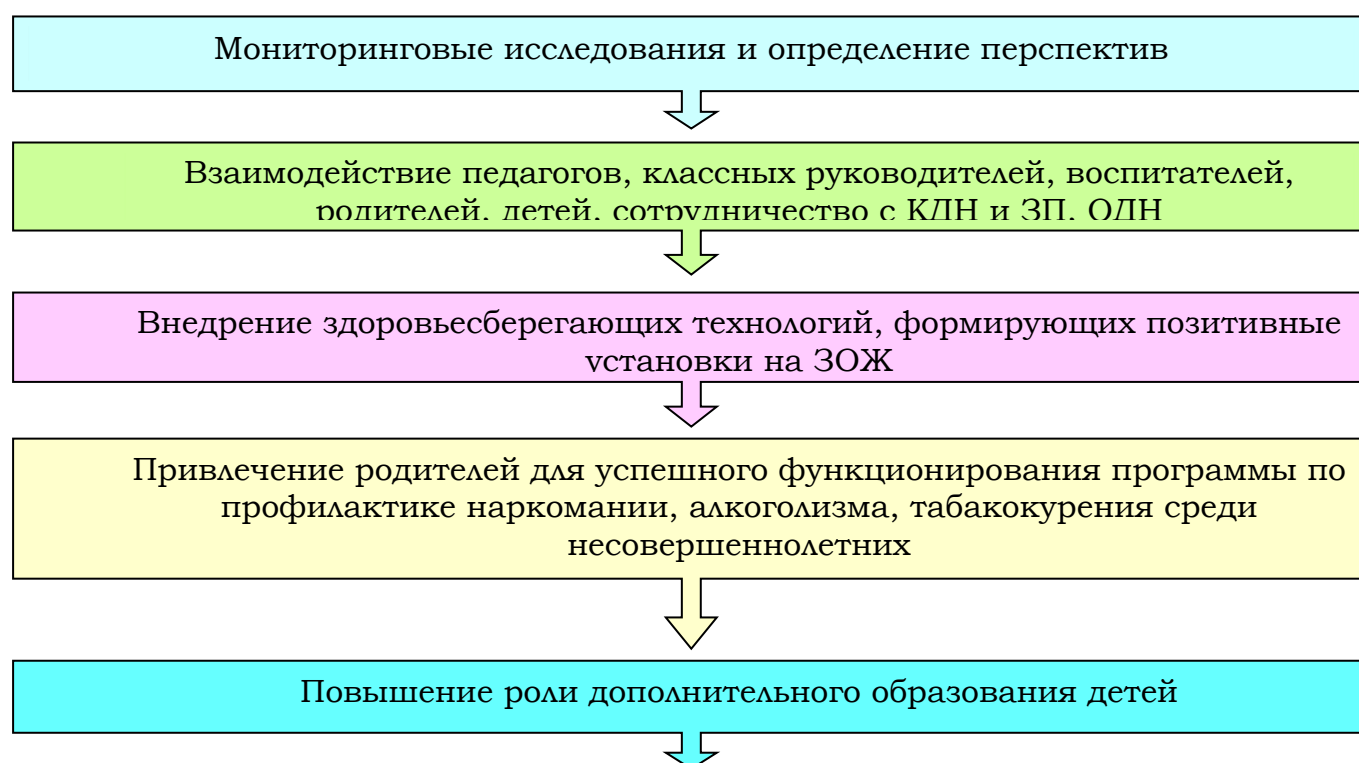 Мониторинговые исследования и определение перспектив
Взаимодействие педагогов, классных руководителей, воспитателей,
родителей, детей, сотрудничество с КДН и ЗП, ОДН
Внедрение здоровьесберегающих технологий, формирующих позитивные
установки на ЗОЖ
Привлечение родителей для успешного функционирования программы по
профилактике наркомании, алкоголизма, табакокурения среди
несовершеннолетних
Повышение роли дополнительного образования детей